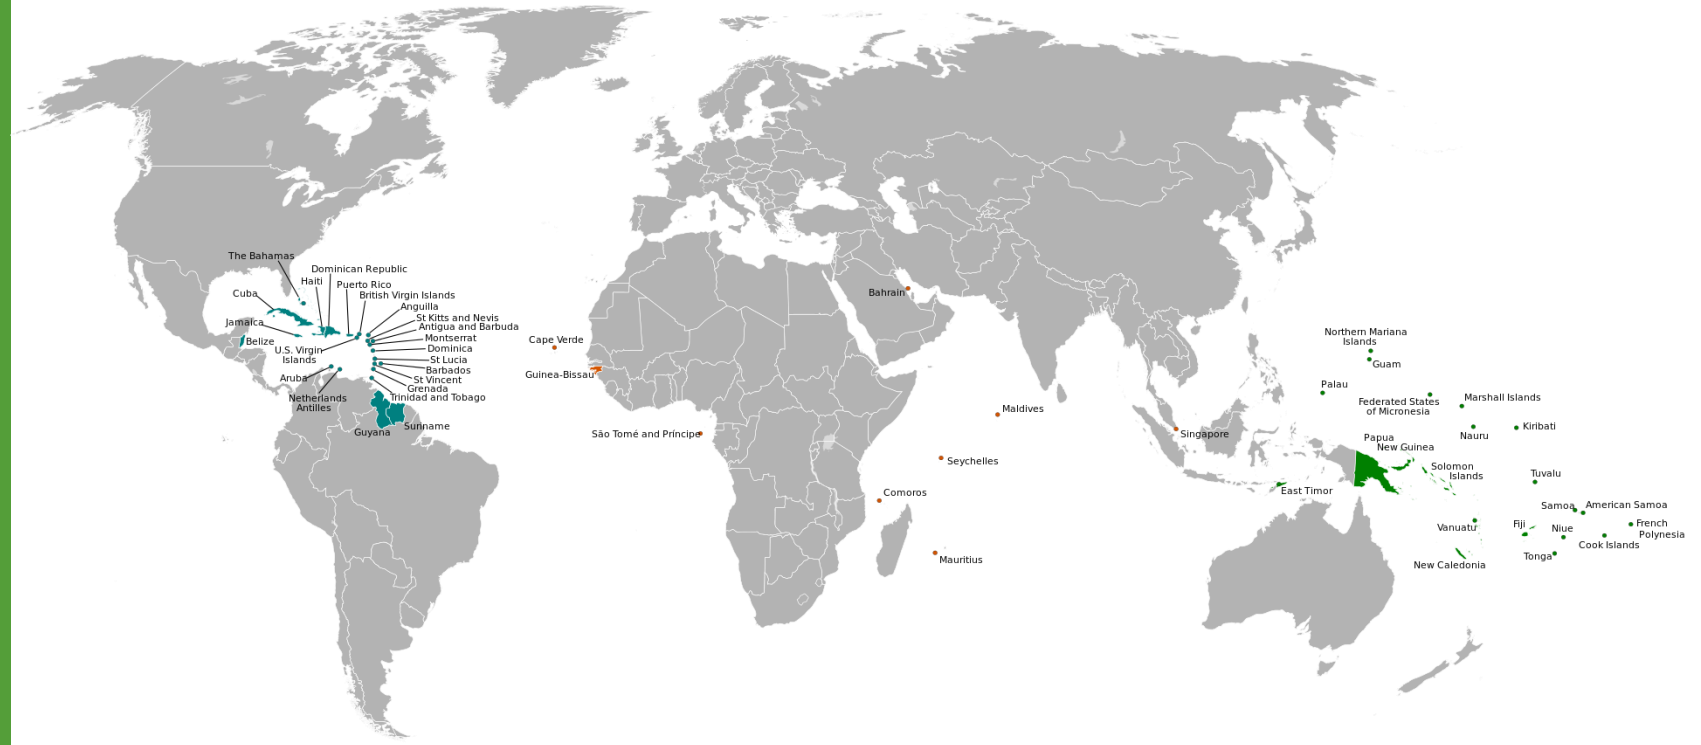 The Bahamas
Dominican Republic
Haiti
Puerto Rico
Cuba
British Virgin Islands
Anguilla
St Kitts and Nevis
Jamaica
Antigua and Barbuda
Belize
Montserrat
U.S. Virgin
Islands
Dominica
St Lucia
Barbados
Aruba
St Vincent
Grenada
Netherlands
Antilles
Trinidad and Tobago
Guyana
Suriname
Cape Verde
Guinea-Bissau
São Tomé and Príncipe
Bahrain
Maldives
Seychelles
Comoros
Mauritius
Singapore
Northern Mariana
Islands
Guam
Palau
Federated States
of Micronesia
Marshall Islands
Nauru
Kiribati
Papua
New Guinea
Solomon
Islands
East Timor
Tuvalu
Samoa
American Samoa
Vanuatu
Fiji
Niue
French
Polynesia
Cook Islands
Tonga
New Caledonia